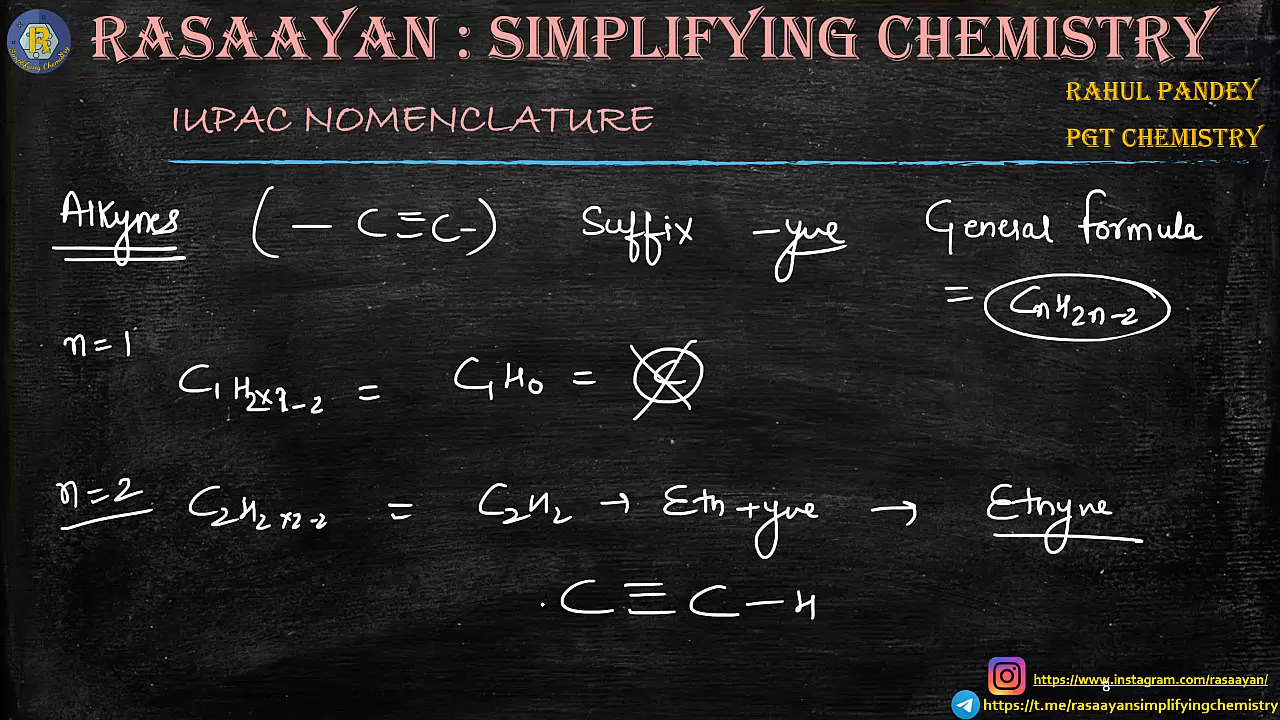 RASAAYAN : SIMPLIFYING CHEMISTRY
RAHUL PANDEY
IUPAC NOMENCLATURE
PGT CHEMISTRY
Alkynes (— C≡C-) Suffix -yne General formula
= CnH2n-2
n=1
C1H2×1-2 = C1H0 = C
n=2 C2H2×2-2 = C2H2 → Eth+yne → Ethyne
C≡C—H
https://www.instagram.com/rasaayan/
8
https://t.me/rasaayansimplifyingchemistry